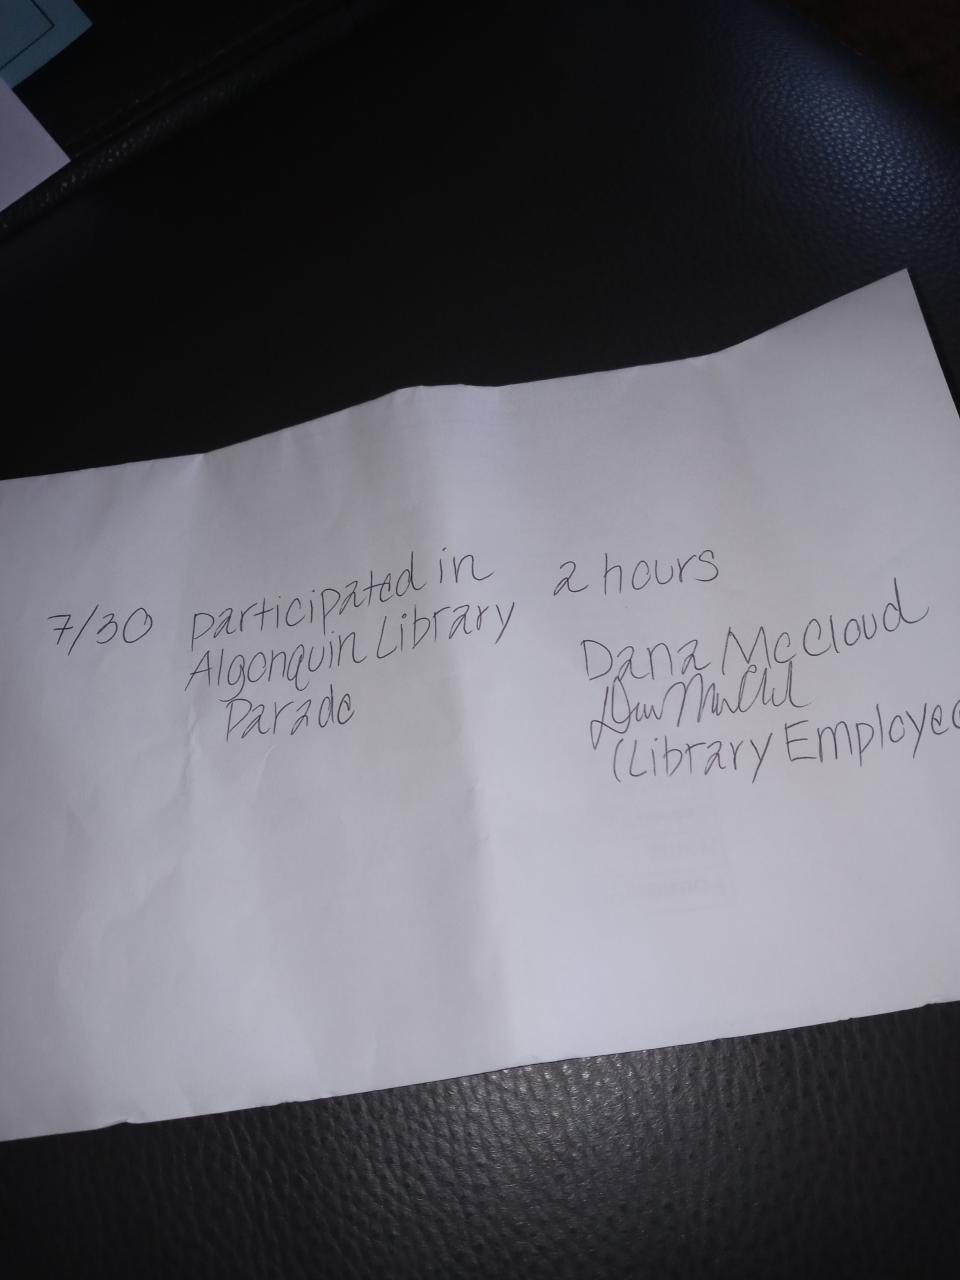 7/30 participated in 2 hours
Algonquin Library
Parade
Dana McCloud
(Library Employee